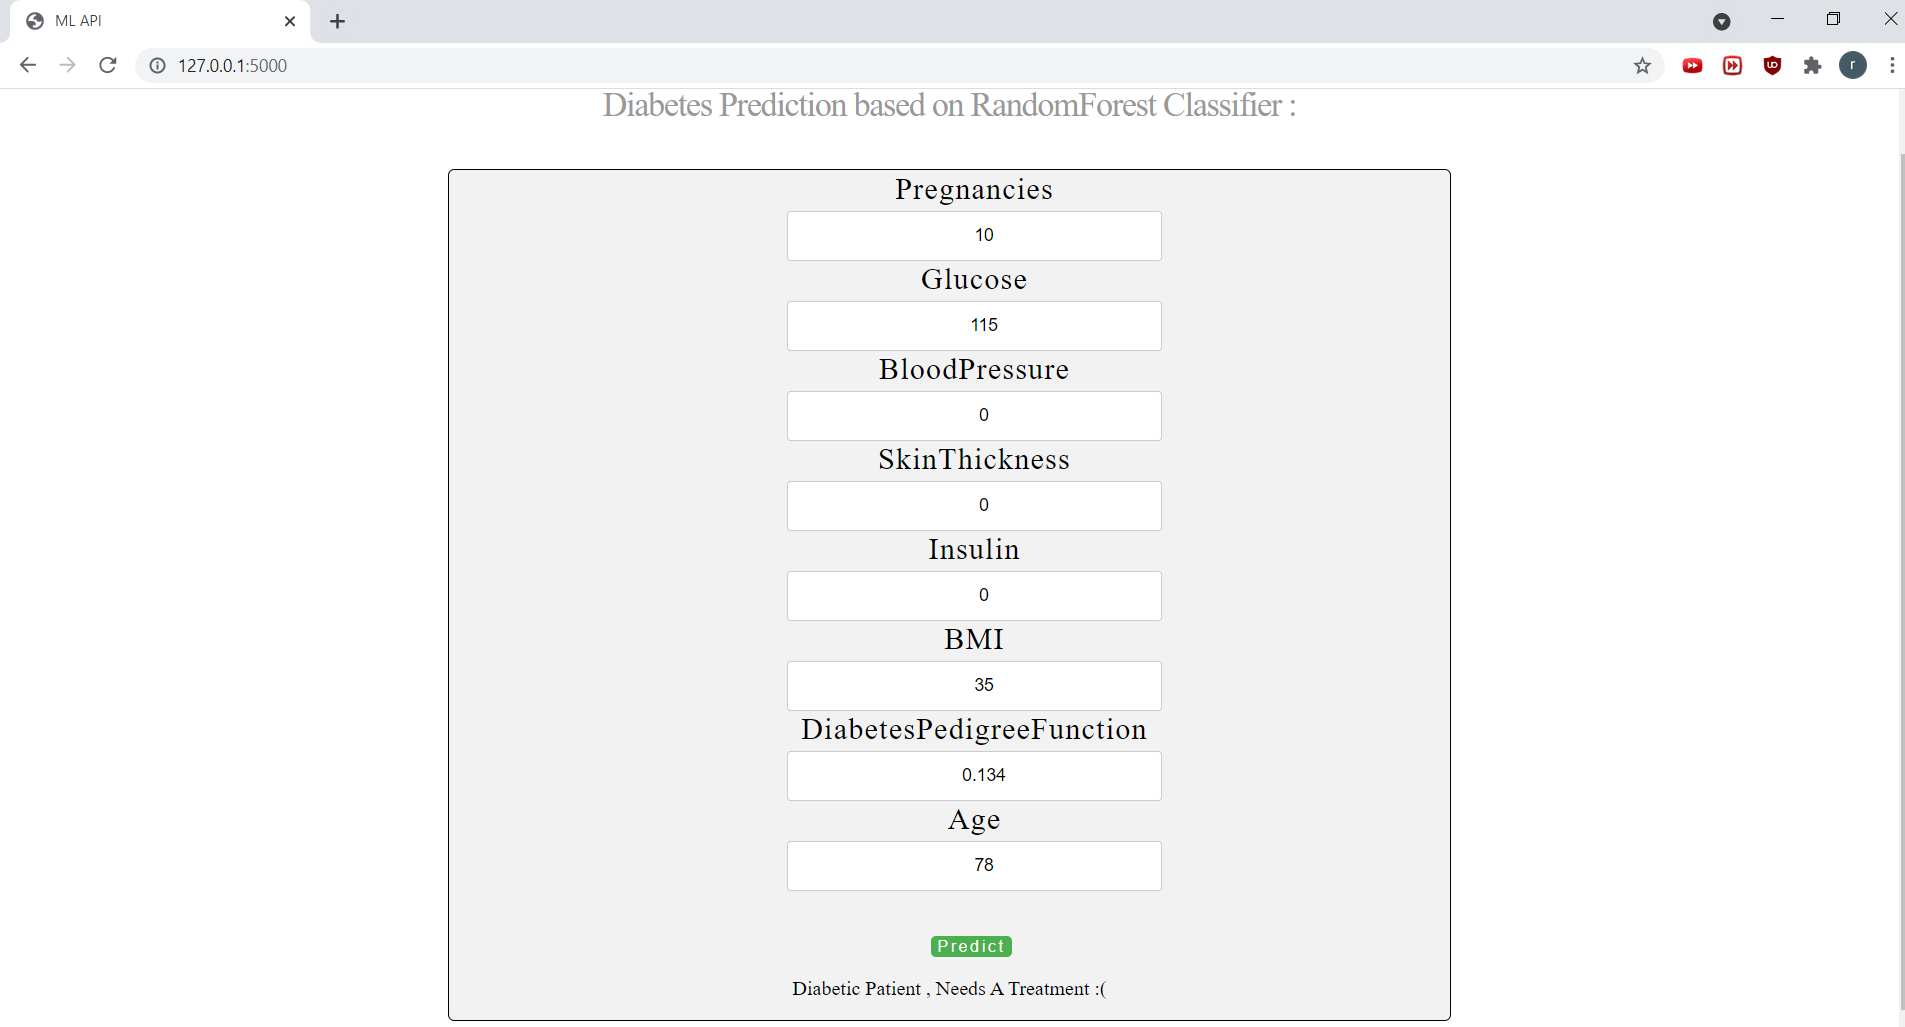 ML API
127.0.0.1:5000
r
Diabetes Prediction based on RandomForest Classifier :
Pregnancies
10
Glucose
115
BloodPressure
0
SkinThickness
0
Insulin
0
BMI
35
DiabetesPedigreeFunction
0.134
Age
78
Predict
Diabetic Patient , Needs A Treatment :(